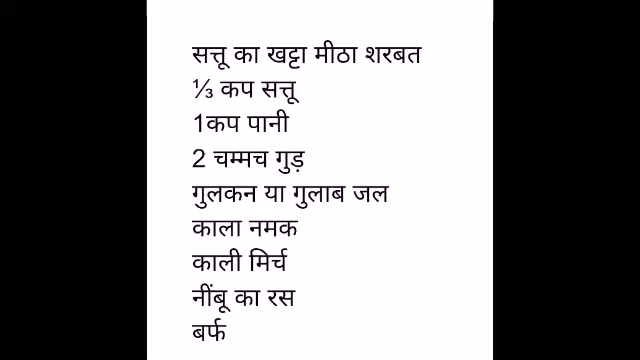 सत्तू का खट्टा मीठा शरबत
⅓ कप सत्तू
1कप पानी
2 चम्मच गुड़
गुलकन या गुलाब जल
काला नमक
काली मिर्च
नींबू का रस
बर्फ